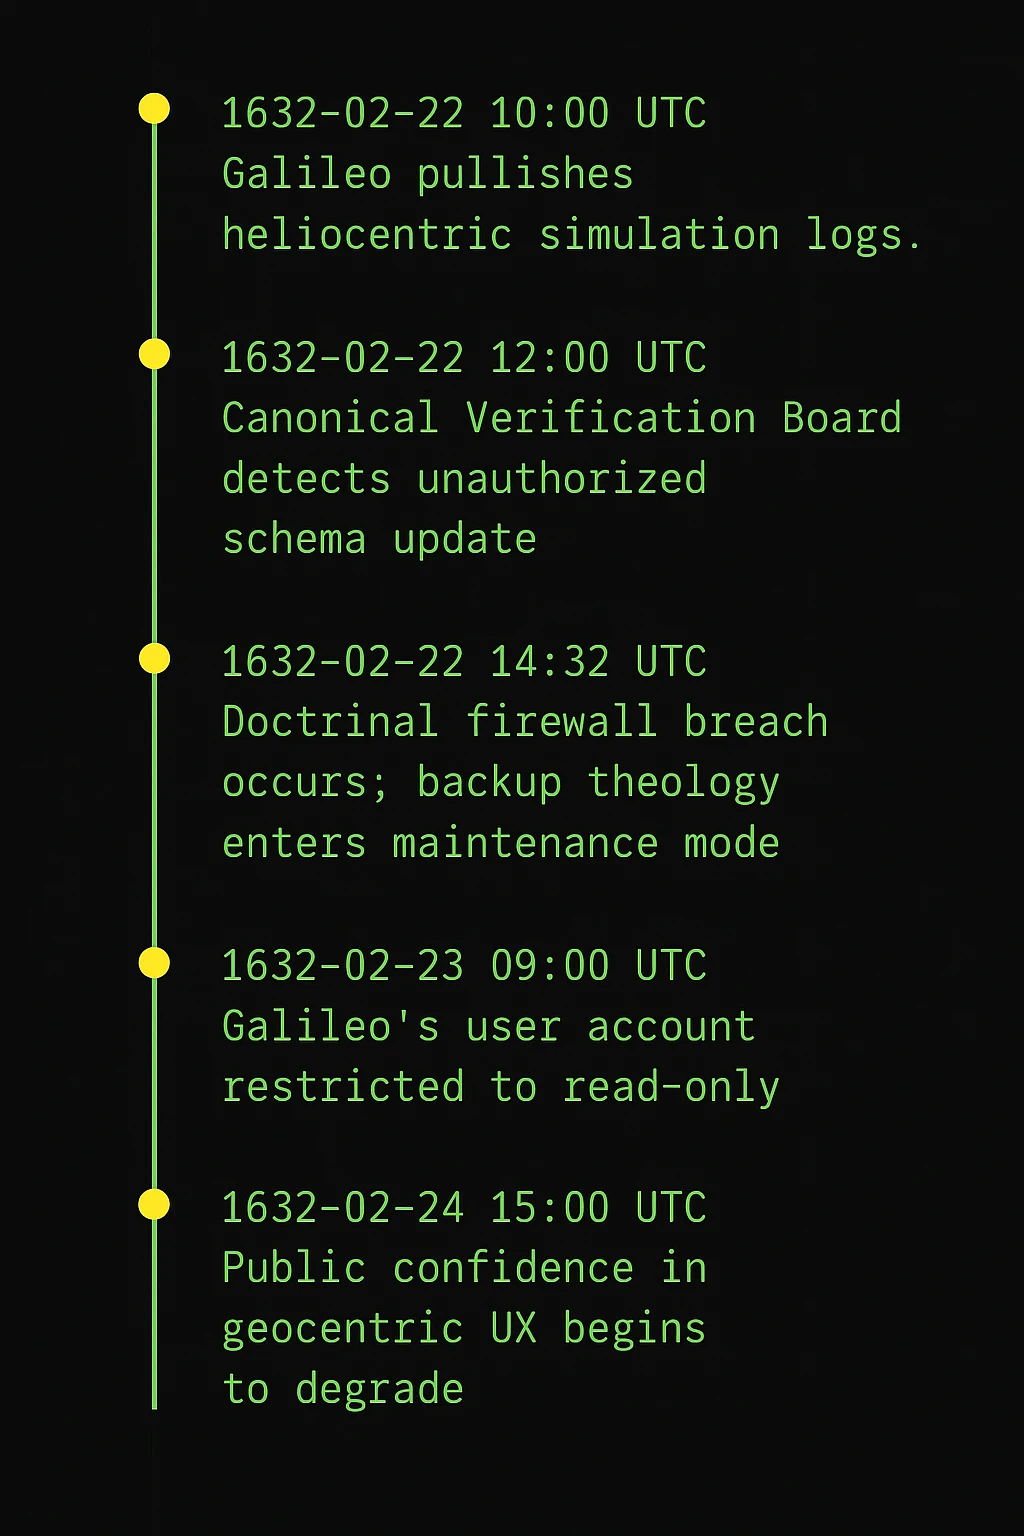 1632-02-22 10:00 UTC
Galileo pullishes
heliocentric simulation logs.
1632-02-22 12:00 UTC
Canonical Verification Board
detects unauthorized
schema update
1632-02-22 14:32 UTC
Doctrinal firewall breach
occurs; backup theology
enters maintenance mode
1632-02-23 09:00 UTC
Galileo's user account
restricted to read-only
1632-02-24 15:00 UTC
Public confidence in
geocentric UX begins
to degrade